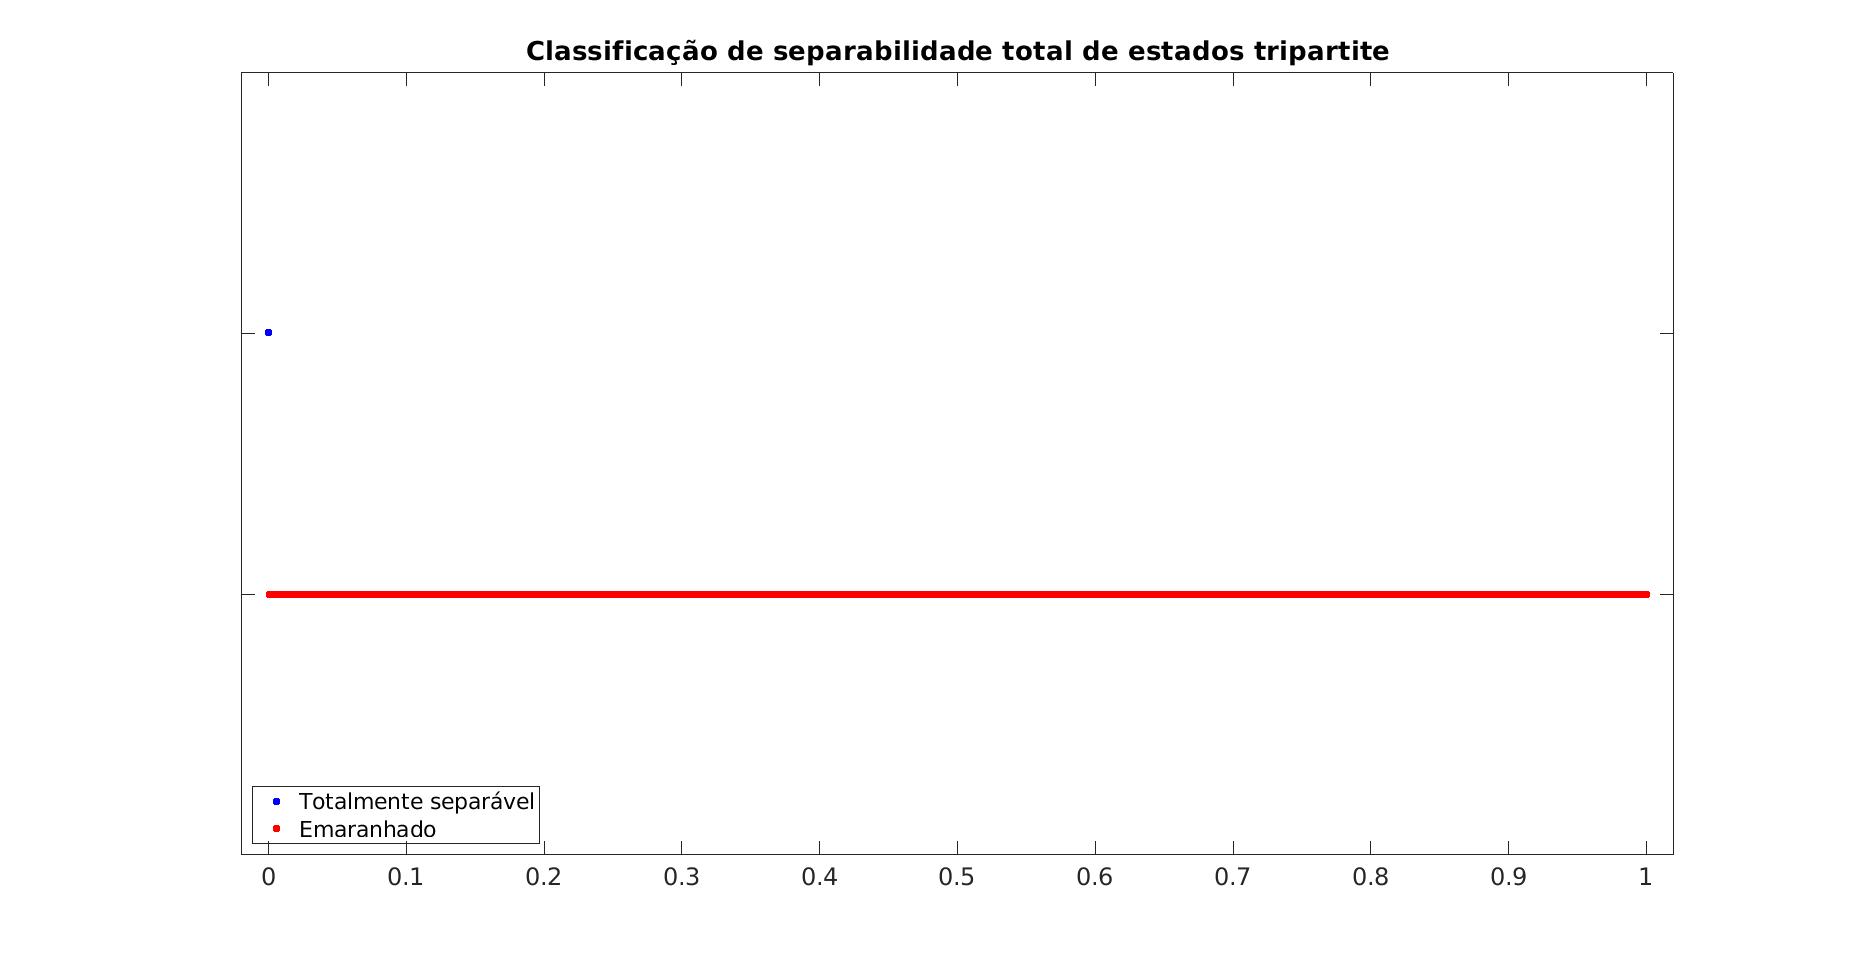 Classificação de separabilidade total de estados tripartite
Totalmente separável
Emaranhado
0 0.1 0.2 0.3 0.4 0.5 0.6 0.7 0.8 0.9 1